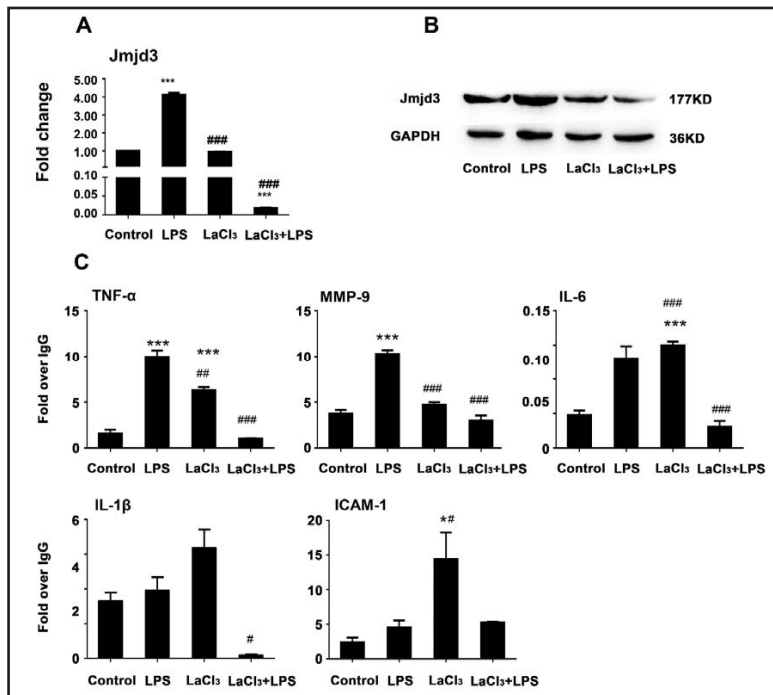 A
Jmjd3
Fold change
5.00
4.00
3.00
2.00
1.00
0.10
0.05
0.00
***
###
###
***
Control LPS LaCl₃ LaCl₃+LPS
B
Jmjd3 177KD
GAPDH 36KD
Control LPS LaCl₃ LaCl₃+LPS
C
TNF-α
Fold over IgG
15
10
5
0
***
***
##
###
Control LPS LaCl₃ LaCl₃+LPS
MMP-9
15
10
5
0
***
###
###
Control LPS LaCl₃ LaCl₃+LPS
IL-6
0.15
0.10
0.05
0
###
***
###
Control LPS LaCl₃ LaCl₃+LPS
IL-1β
Fold over IgG
6
4
2
0
#
Control LPS LaCl₃ LaCl₃+LPS
ICAM-1
20
15
10
5
0
*#
Control LPS LaCl₃ LaCl₃+LPS